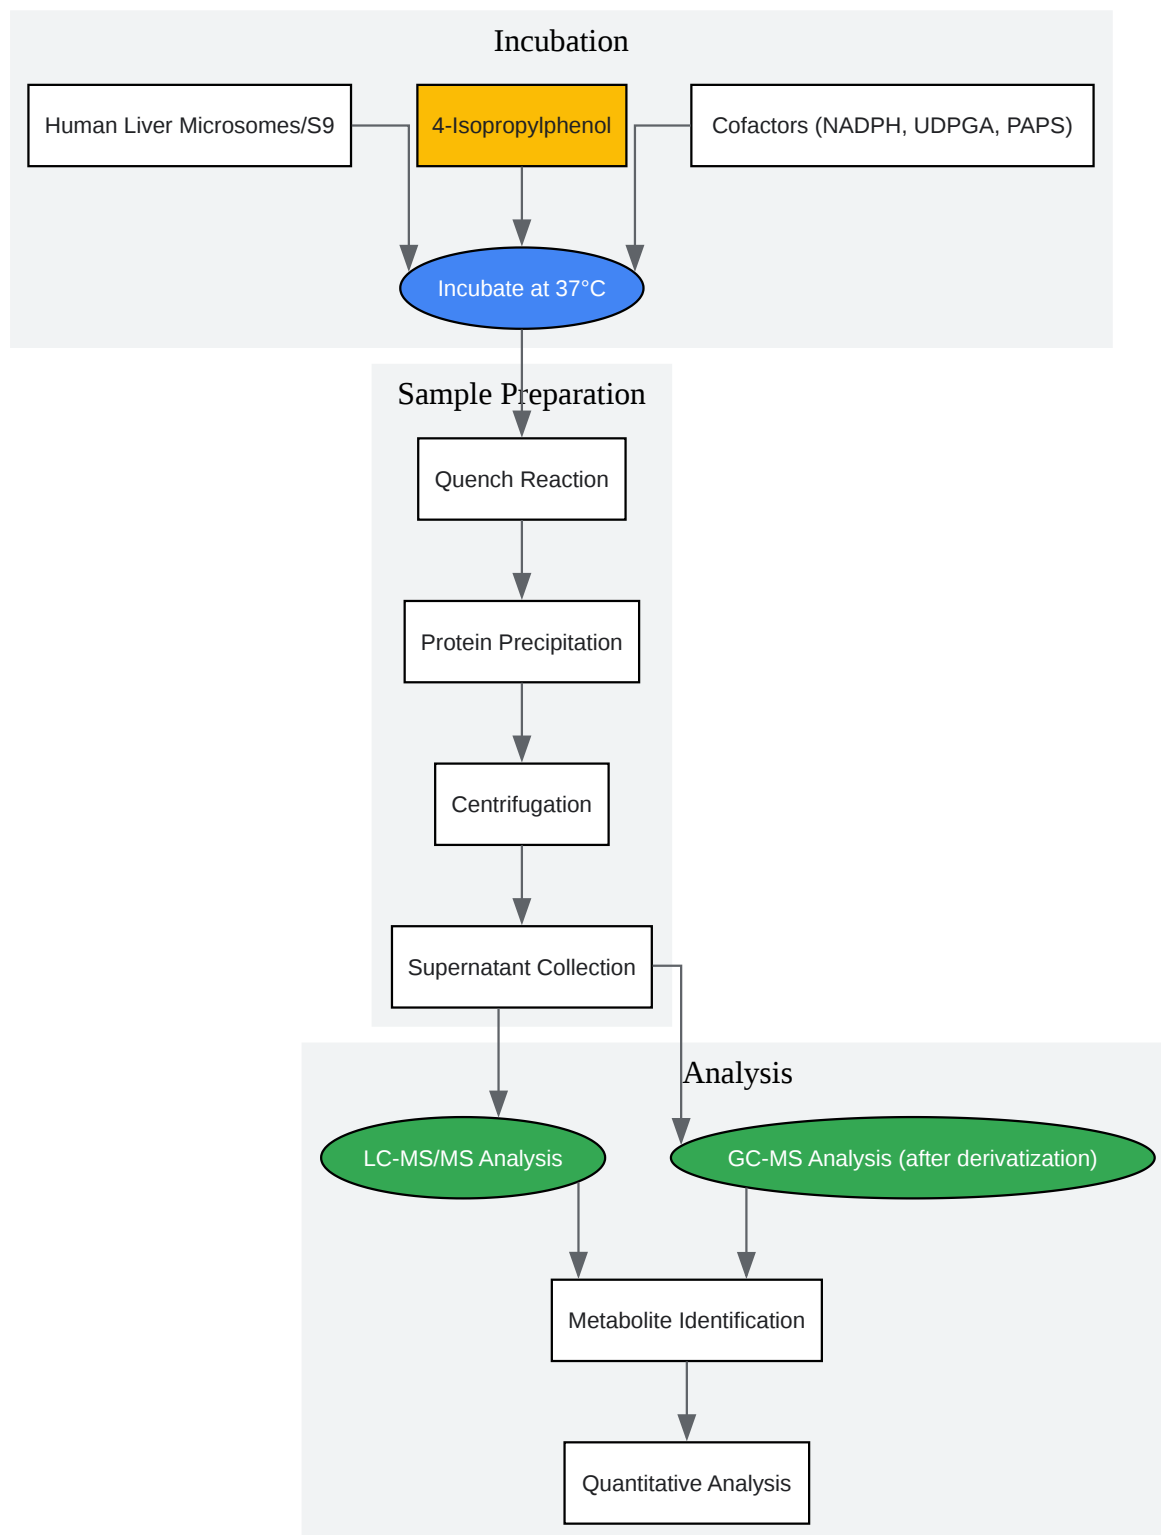 Incubation
Human Liver Microsomes/S9
4-Isopropylphenol
Cofactors (NADPH, UDPGA, PAPS)
Incubate at 37°C
Sample Preparation
Quench Reaction
Protein Precipitation
Centrifugation
Supernatant Collection
Analysis
LC-MS/MS Analysis
GC-MS Analysis (after derivatization)
Metabolite Identification
Quantitative Analysis